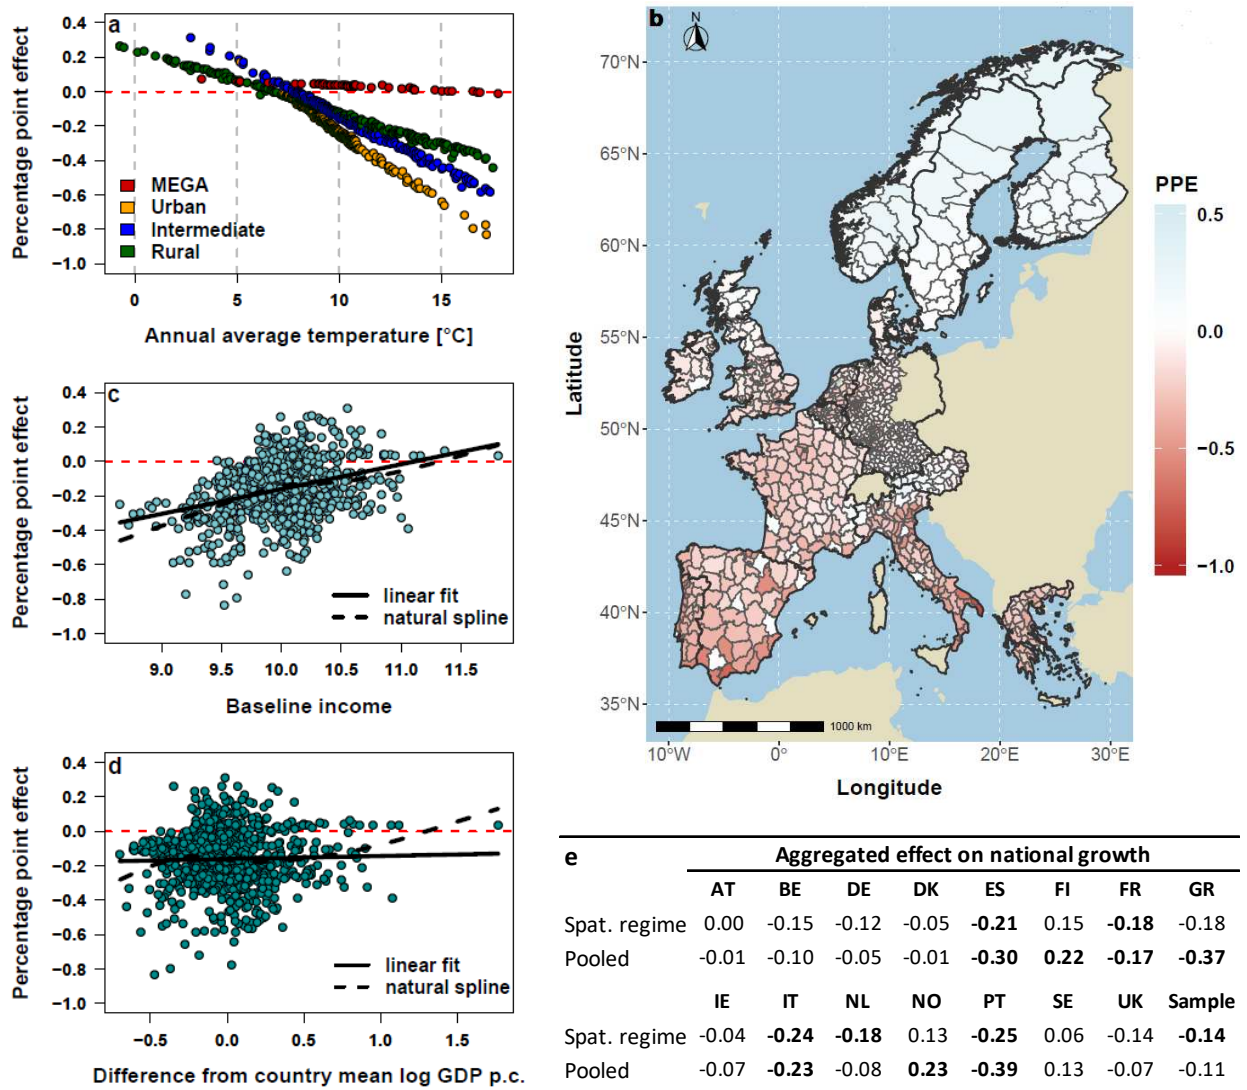 a
Percentage point effect
0.4
0.2
0.0
−0.2
−0.4
−0.6
−0.8
−1.0
MEGA
Urban
Intermediate
Rural
0 5 10 15
Annual average temperature [°C]
b
N
70°N
65°N
60°N
55°N
50°N
45°N
40°N
35°N
Latitude
1000 km
10°W 0° 10°E 20°E 30°E
Longitude
PPE
0.5
0.0
−0.5
−1.0
c
Percentage point effect
0.4
0.2
0.0
−0.2
−0.4
−0.6
−0.8
−1.0
linear fit
natural spline
9.0 9.5 10.0 10.5 11.0 11.5
Baseline income
d
Percentage point effect
0.4
0.2
0.0
−0.2
−0.4
−0.6
−0.8
−1.0
linear fit
natural spline
−0.5 0.0 0.5 1.0 1.5
Difference from country mean log GDP p.c.
e Aggregated effect on national growth
AT BE DE DK ES FI FR GR
Spat. regime 0.00 -0.15 -0.12 -0.05 -0.21 0.15 -0.18 -0.18
Pooled -0.01 -0.10 -0.05 -0.01 -0.30 0.22 -0.17 -0.37
IE IT NL NO PT SE UK Sample
Spat. regime -0.04 -0.24 -0.18 0.13 -0.25 0.06 -0.14 -0.14
Pooled -0.07 -0.23 -0.08 0.23 -0.39 0.13 -0.07 -0.11